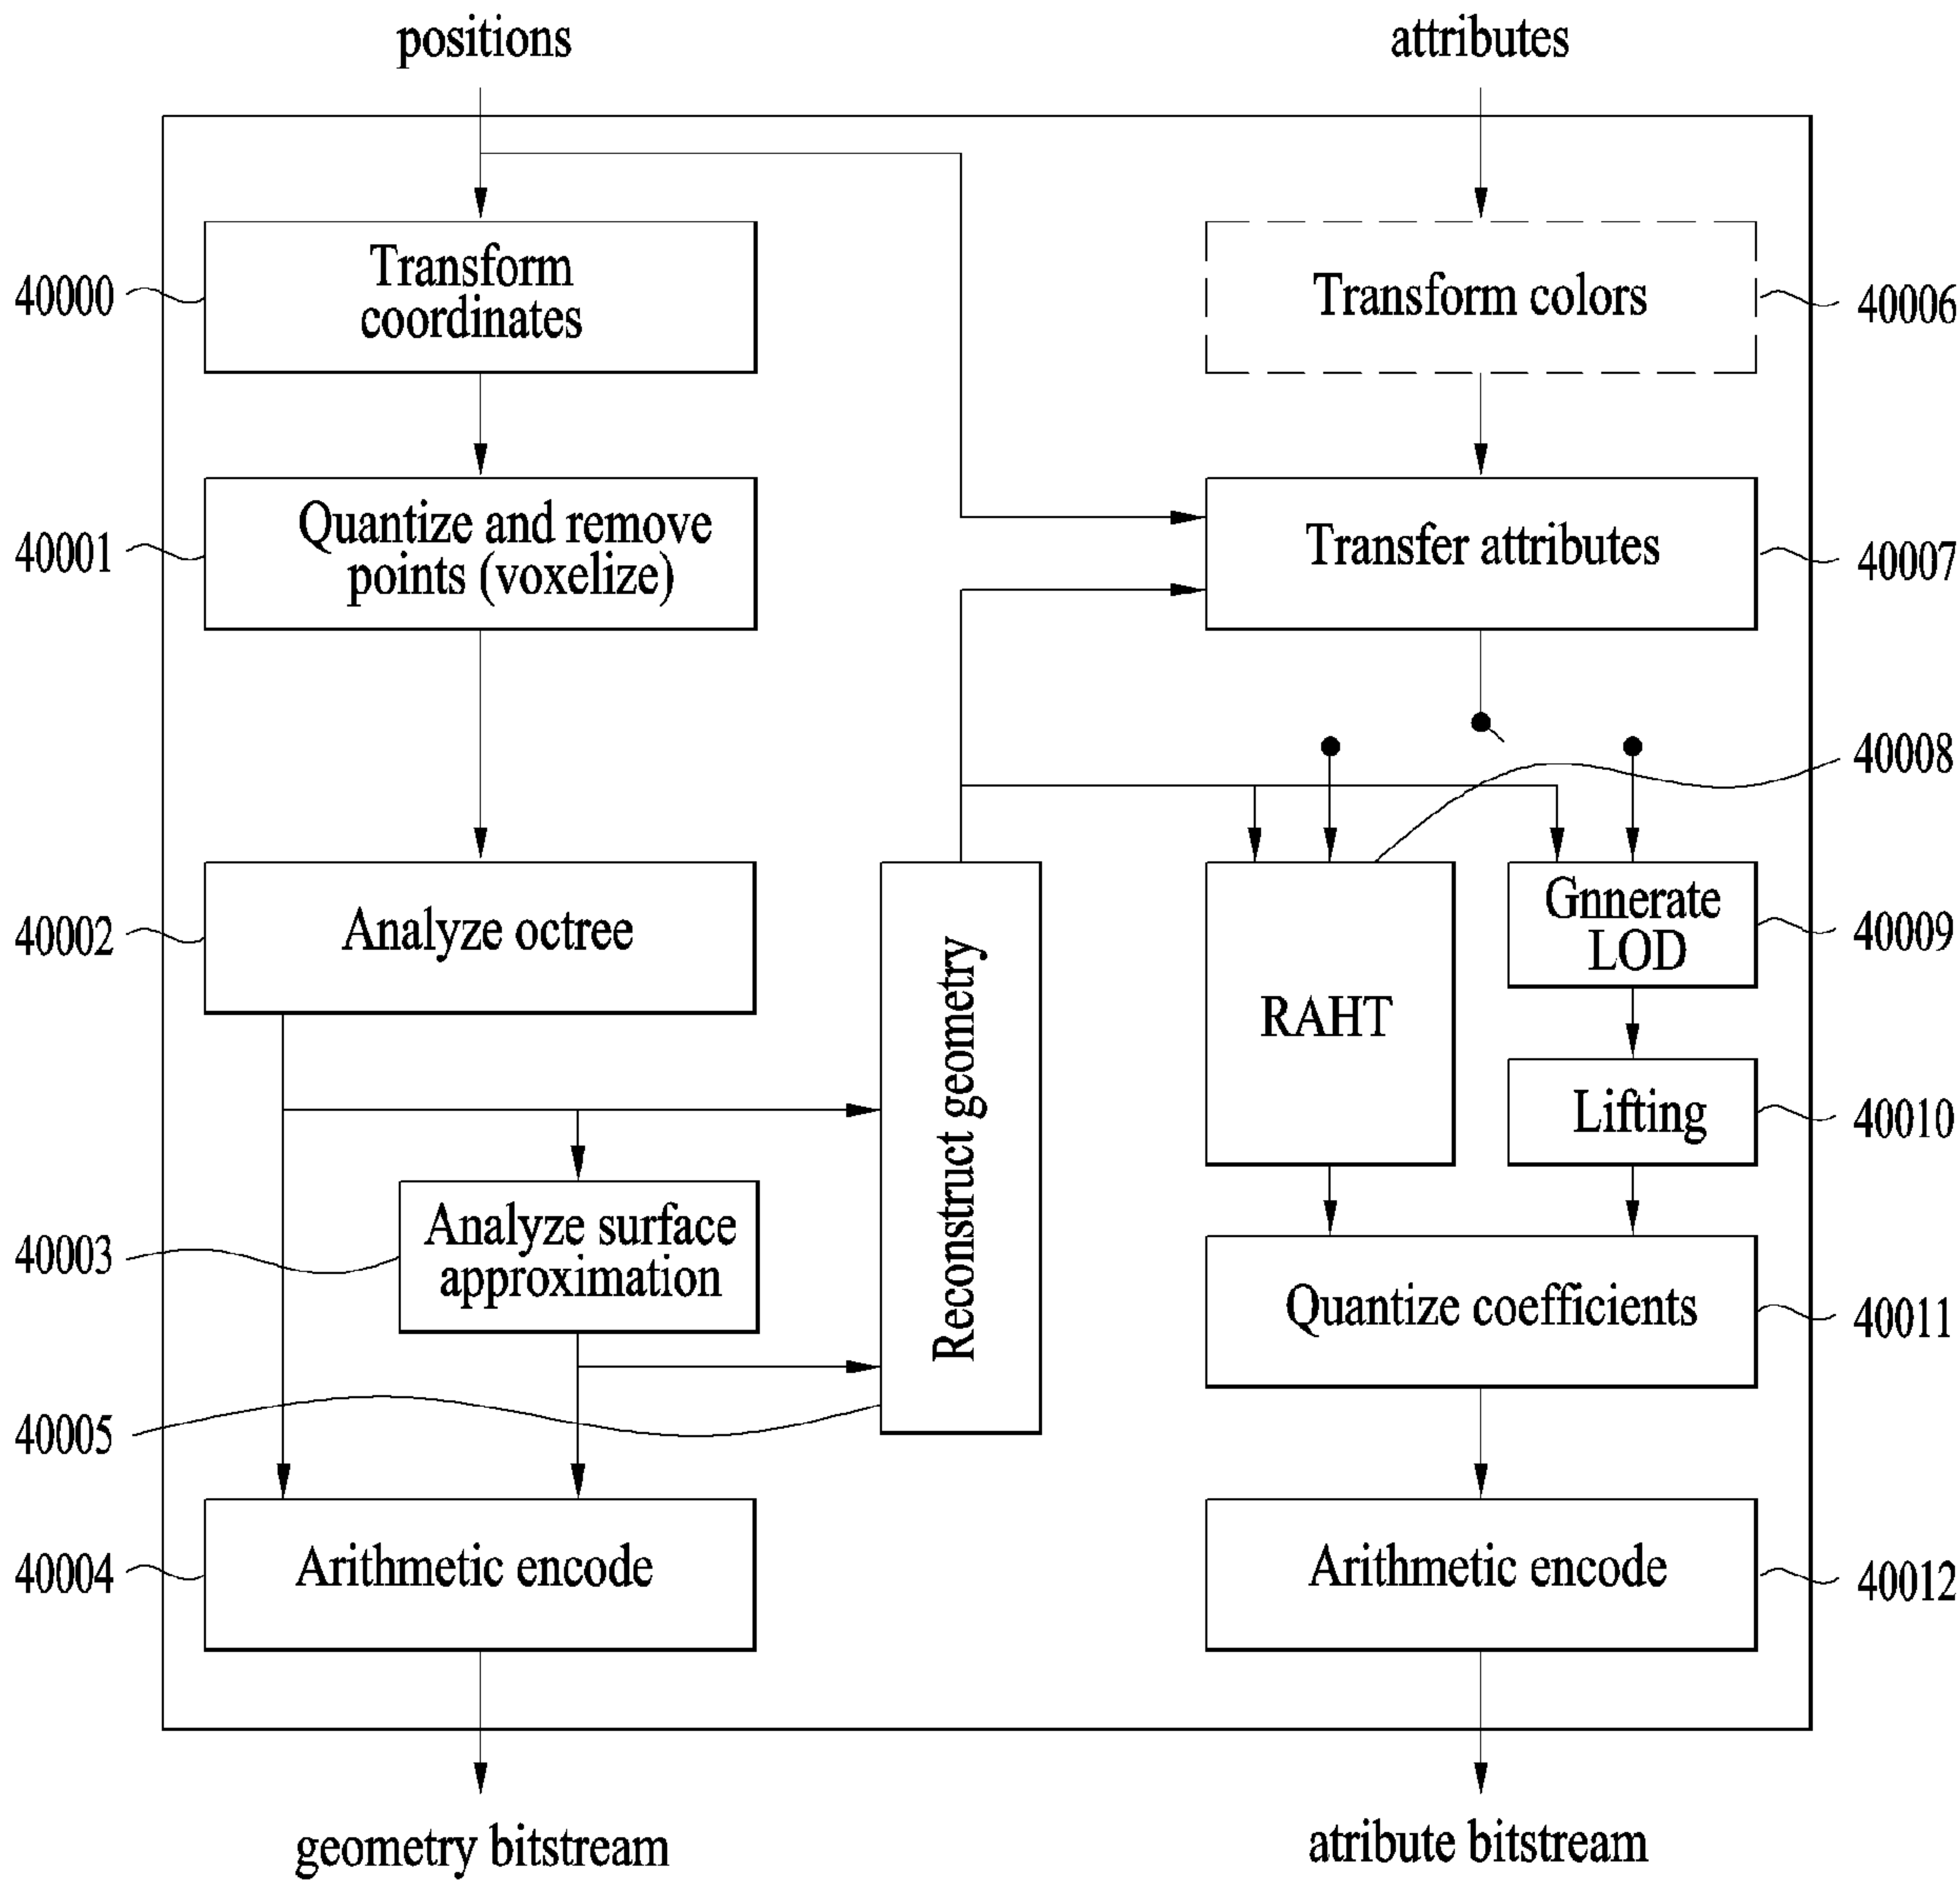 positions
attributes
Transform
coordinates
40000
Transform colors
40006
Quantize and remove
points (voxelize)
40001
Transfer attributes
40007
40008
Analyze octree
40002
Reconstruct geometry
RAHT
Gnnerate
LOD
40009
Lifting
40010
Analyze surface
approximation
40003
Quantize coefficients
40011
40005
Arithmetic encode
40004
Arithmetic encode
40012
geometry bitstream
atribute bitstream